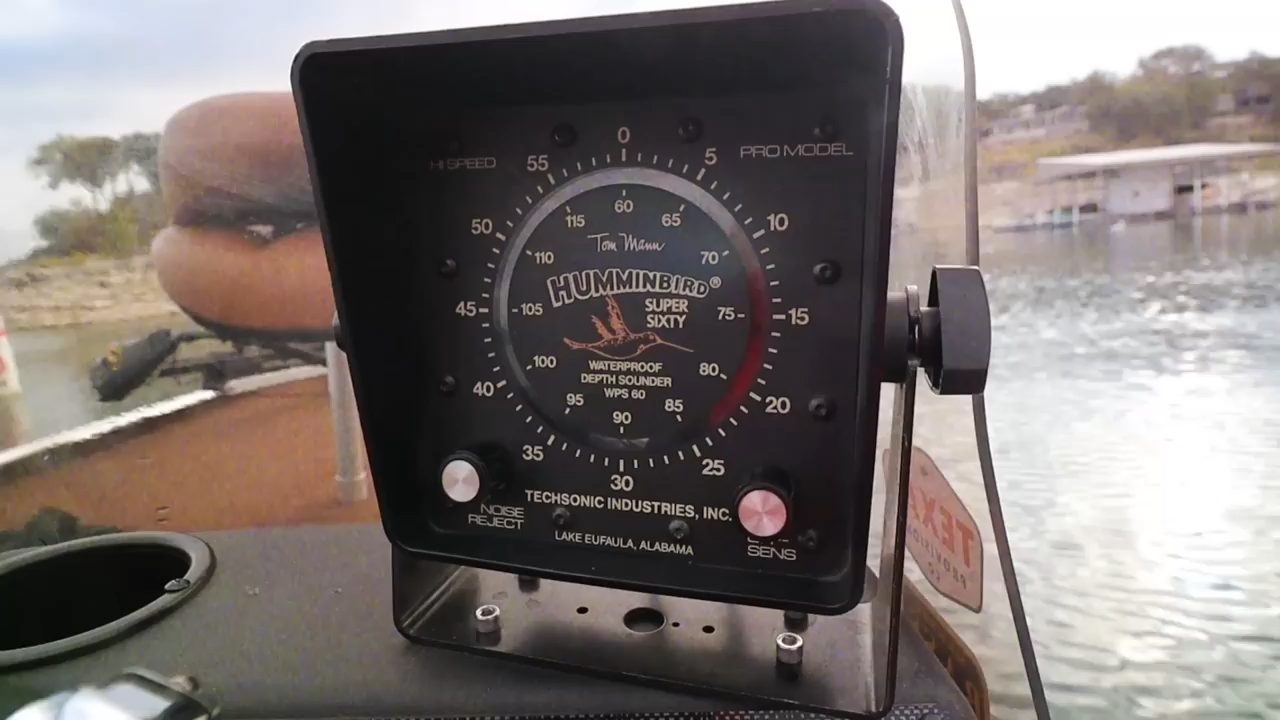 HI SPEED
PRO MODEL
0
5
10
15
20
25
30
35
40
45
50
55
60
65
70
75
80
85
90
95
100
105
110
115
Tom Mann
HUMMINBIRD®
SUPER
SIXTY
WATERPROOF
DEPTH SOUNDER
WPS 60
TECHSONIC INDUSTRIES, INC.
LAKE EUFAULA, ALABAMA
NOISE
REJECT
SENS